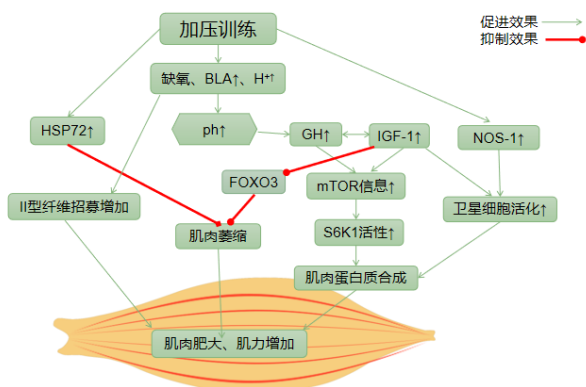 加压训练
促进效果
抑制效果
缺氧、BLA↑、H⁺↑
HSP72↑
ph↑
GH↑
IGF-1↑
NOS-1↑
FOXO3
mTOR信息↑
II型纤维招募增加
卫星细胞活化↑
肌肉萎缩
S6K1活性↑
肌肉蛋白质合成
肌肉肥大、肌力增加